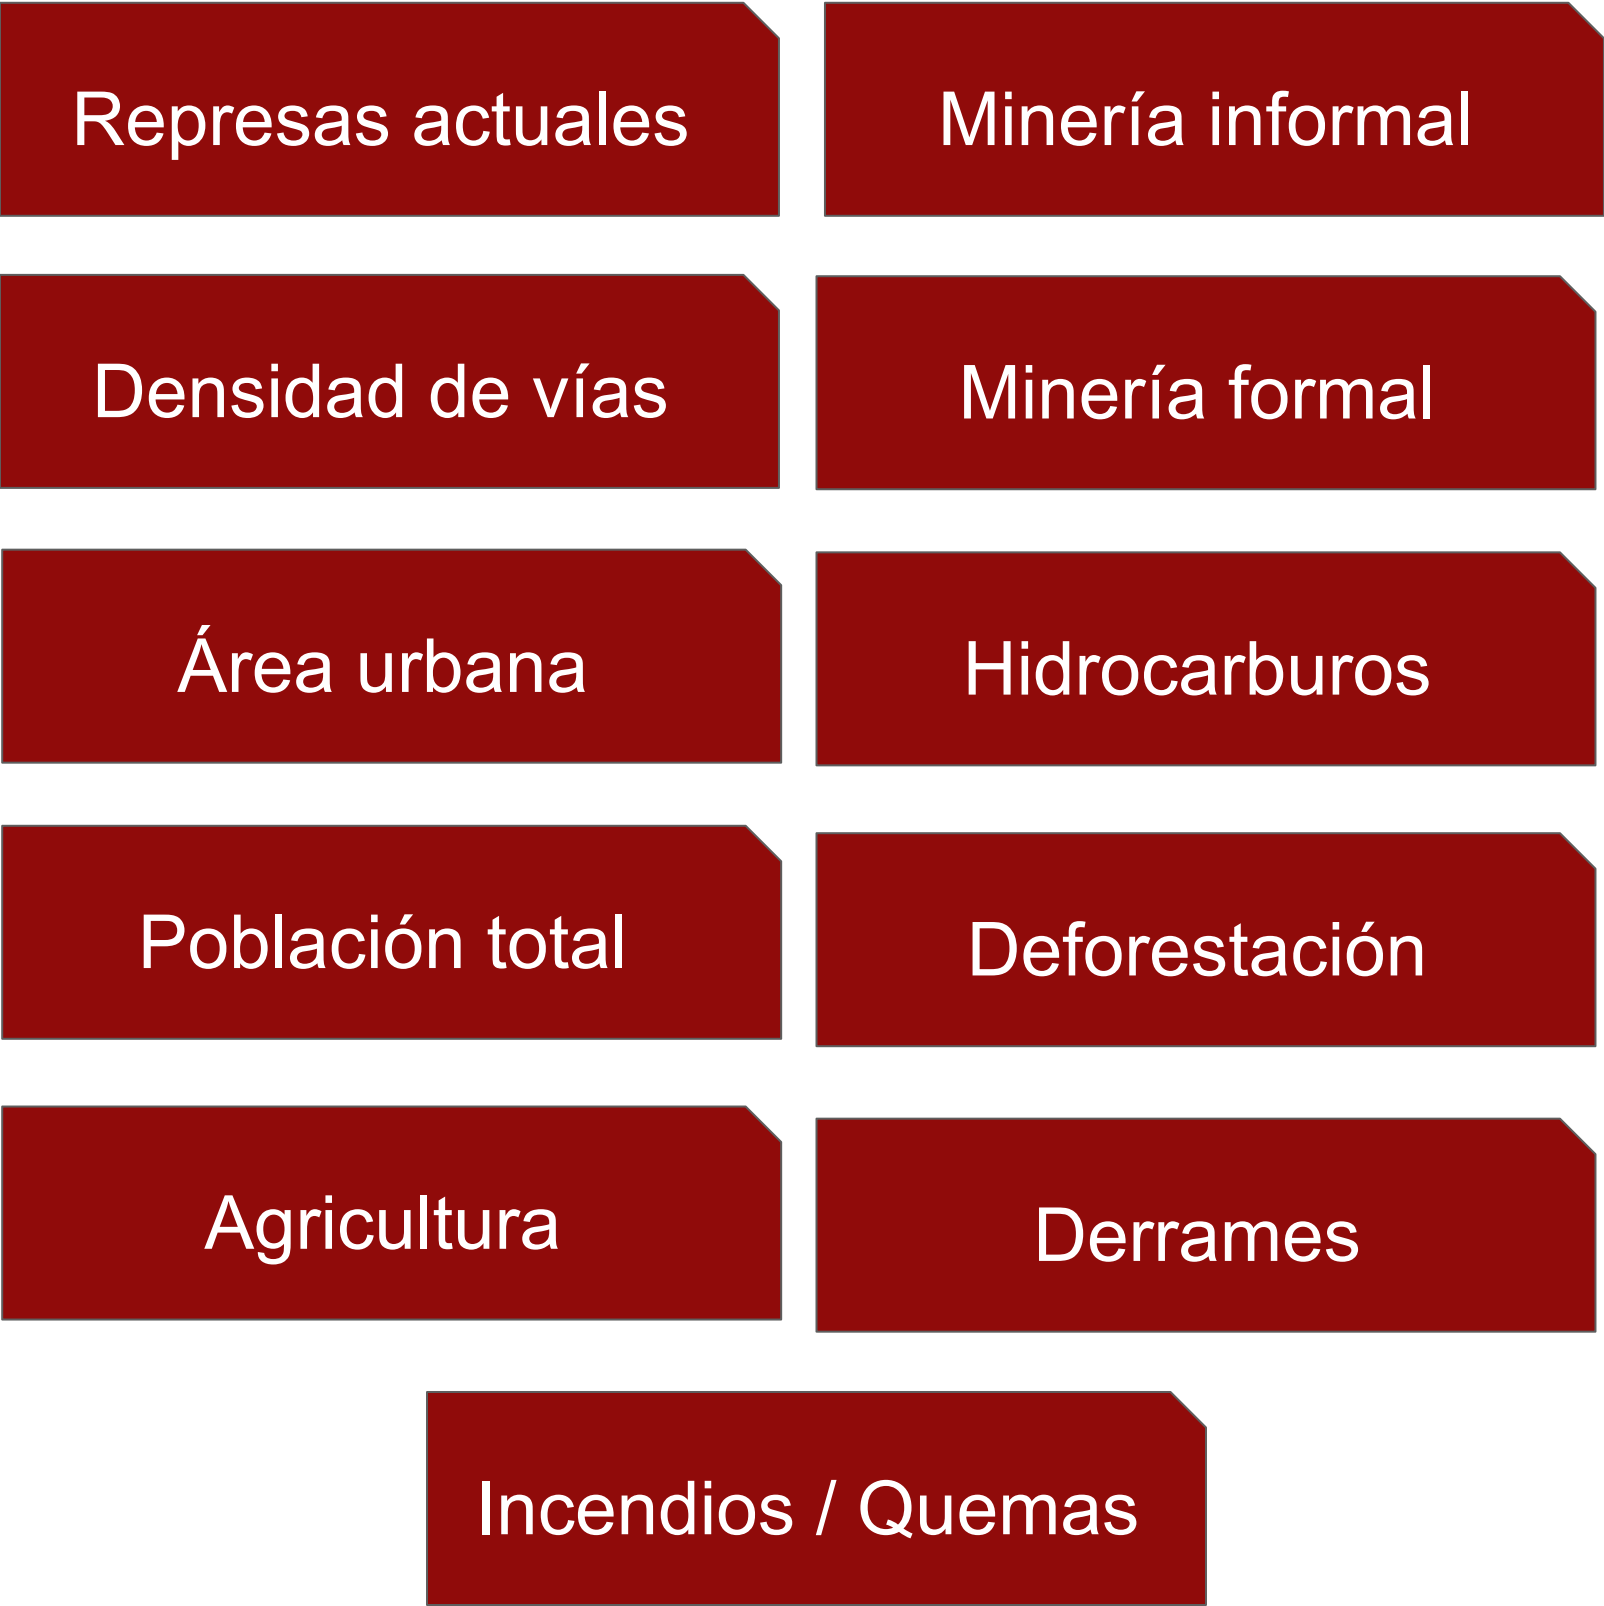 Represas actuales
Minería informal
Densidad de vías
Minería formal
Área urbana
Hidrocarburos
Población total
Deforestación
Agricultura
Derrames
Incendios / Quemas